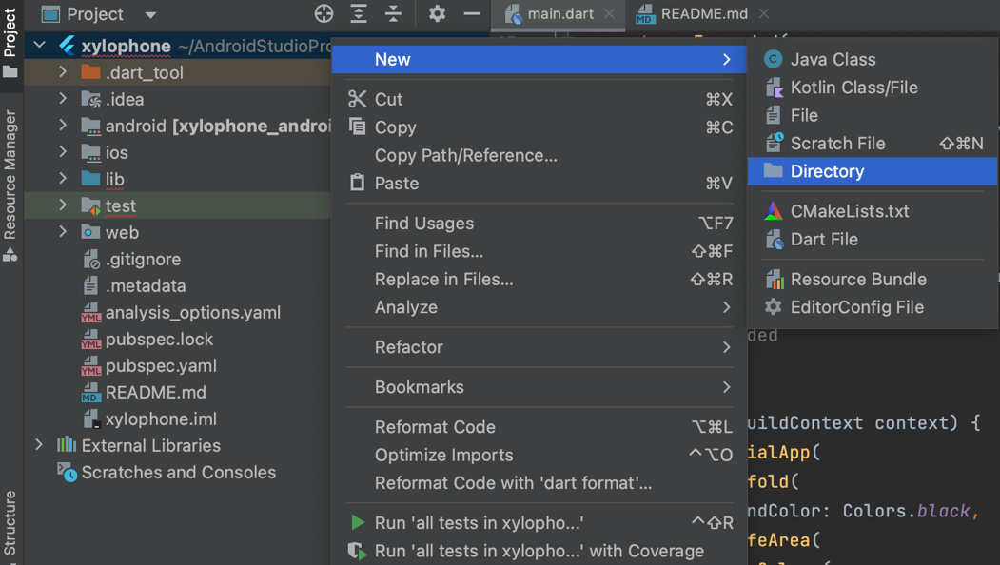 Project
main.dart
README.md
Project
Resource Manager
Structure
xylophone ~/AndroidStudioPro
.dart_tool
.idea
android [xylophone_androi
ios
lib
test
web
.gitignore
.metadata
analysis_options.yaml
pubspec.lock
pubspec.yaml
README.md
xylophone.iml
External Libraries
Scratches and Consoles
New
Cut ⌘X
Copy ⌘C
Copy Path/Reference...
Paste ⌘V
Find Usages ⌥F7
Find in Files... ⇧⌘F
Replace in Files... ⇧⌘R
Analyze
Refactor
Bookmarks
Reformat Code ⌥⌘L
Optimize Imports ^⌥O
Reformat Code with 'dart format'...
Run 'all tests in xylopho...' ^⇧R
Run 'all tests in xylopho...' with Coverage
Java Class
Kotlin Class/File
File
Scratch File ⇧⌘N
Directory
CMakeLists.txt
Dart File
Resource Bundle
EditorConfig File
ded
uildContext context) {
ialApp(
fold(
ndColor: Colors.black,
feArea(